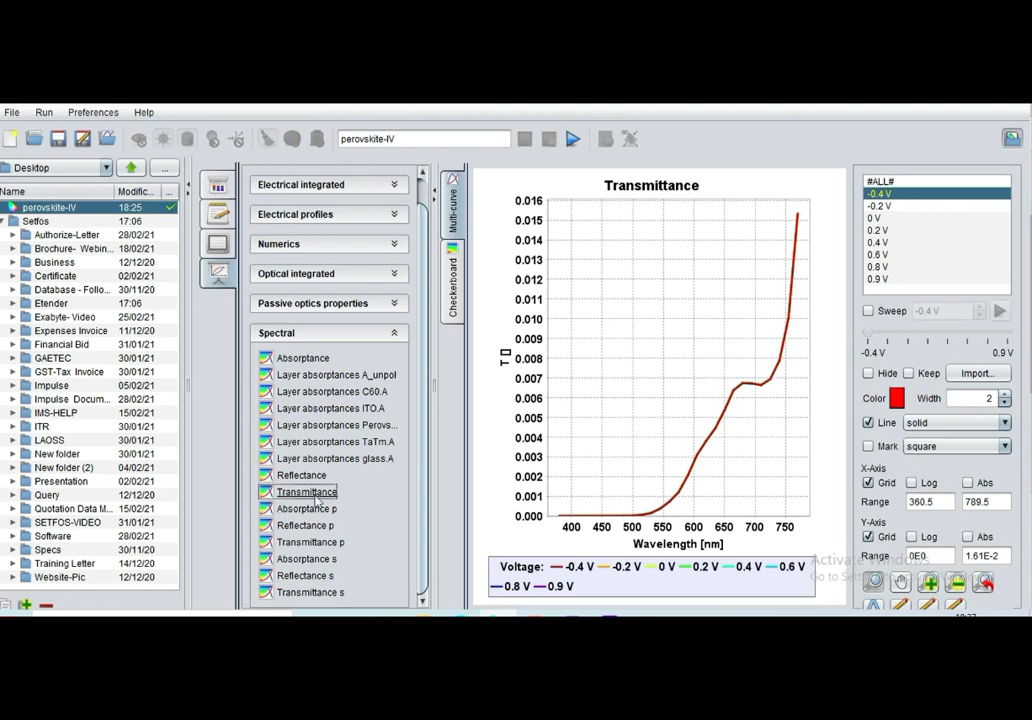 File Run Preferences Help
perovskite-IV
Desktop
...
Name Modific... ...
perovskite-IV 18:25
Setfos 17:06
Authorize-Letter 28/02/21
Brochure- Webin... 28/02/21
Business 12/12/20
Certificate 02/02/21
Database - Follo... 30/11/20
Etender 17:06
Exabyte- Video 25/02/21
Expenses Invoice 11/12/20
Financial Bid 30/01/21
GAETEC 30/01/21
GST-Tax Invoice 30/01/21
Impulse 05/02/21
Impulse Docum... 30/01/21
IMS-HELP 15/02/21
ITR 30/01/21
LAOSS 30/01/21
New folder 15/02/21
New folder (2) 04/02/21
Presentation 12/12/20
Query 12/12/20
Quotation Data M... 30/01/21
SETFOS-VIDEO 31/01/21
Software 30/01/21
Specs 30/11/20
Training Letter 14/12/20
Website-Pic 12/12/20
Electrical integrated
Electrical profiles
Numerics
Optical integrated
Passive optics properties
Spectral
Absorptance
Layer absorptances A_unpol
Layer absorptances C60.A
Layer absorptances ITO.A
Layer absorptances Perovs...
Layer absorptances TaTm.A
Layer absorptances glass.A
Reflectance
Transmittance
Absorptance p
Reflectance p
Transmittance p
Absorptance s
Reflectance s
Transmittance s
Multi-curve
Checkerboard
Transmittance
0.016
0.015
0.014
0.013
0.012
0.011
0.010
0.009
0.008
0.007
0.006
0.005
0.004
0.003
0.002
0.001
0.000
T []
400 450 500 550 600 650 700 750
Wavelength [nm]
Voltage: -0.4 V -0.2 V 0 V 0.2 V 0.4 V 0.6 V
0.8 V 0.9 V
#ALL#
-0.4 V
-0.2 V
0 V
0.2 V
0.4 V
0.6 V
0.8 V
0.9 V
Sweep -0.4 V
-0.4 V 0.9 V
Hide Keep Import...
Color Width 2
Line solid
Mark square
X-Axis
Grid Log Abs
Range 360.5 789.5
Y-Axis
Grid Log Abs
Range 0E0 1.61E-2
Activate Windows